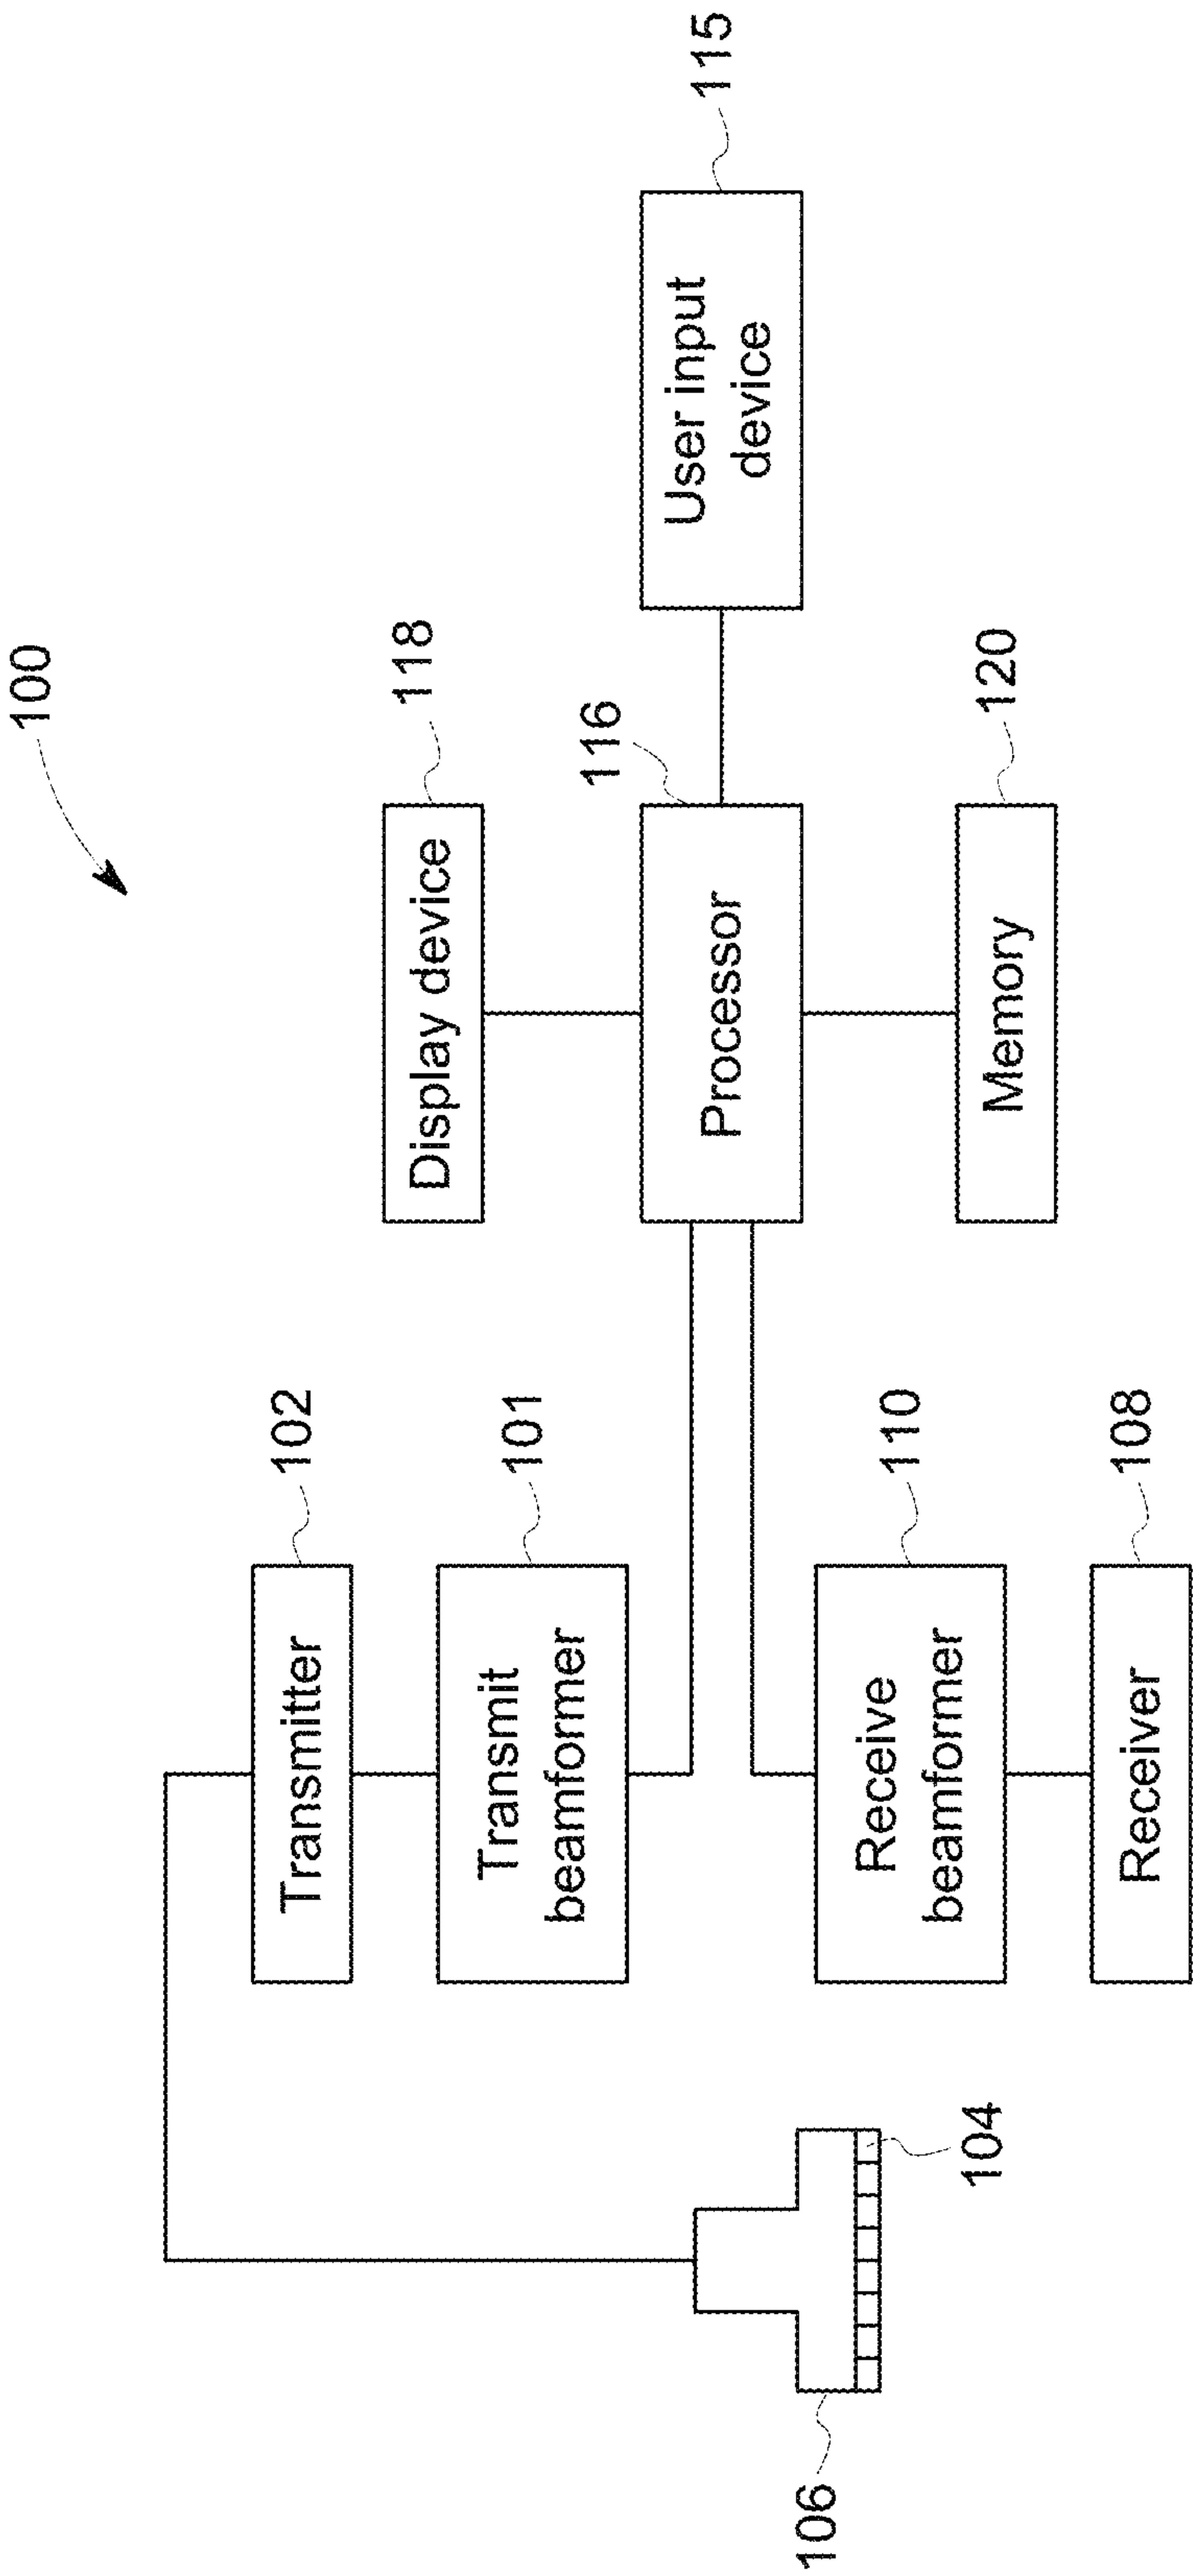 100
102
Transmitter
118
Display device
101
Transmit
beamformer
116
Processor
115
User input
device
110
Receive
beamformer
120
Memory
106
104
108
Receiver